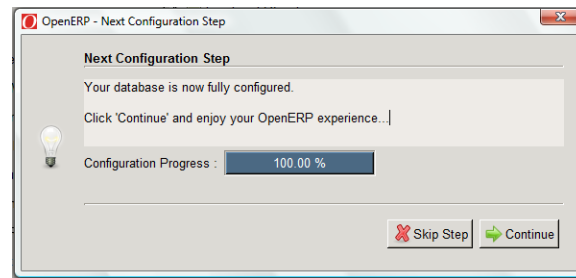 OpenERP - Next Configuration Step
Next Configuration Step
Your database is now fully configured.
Click 'Continue' and enjoy your OpenERP experience...
Configuration Progress : 100.00 %
Skip Step Continue